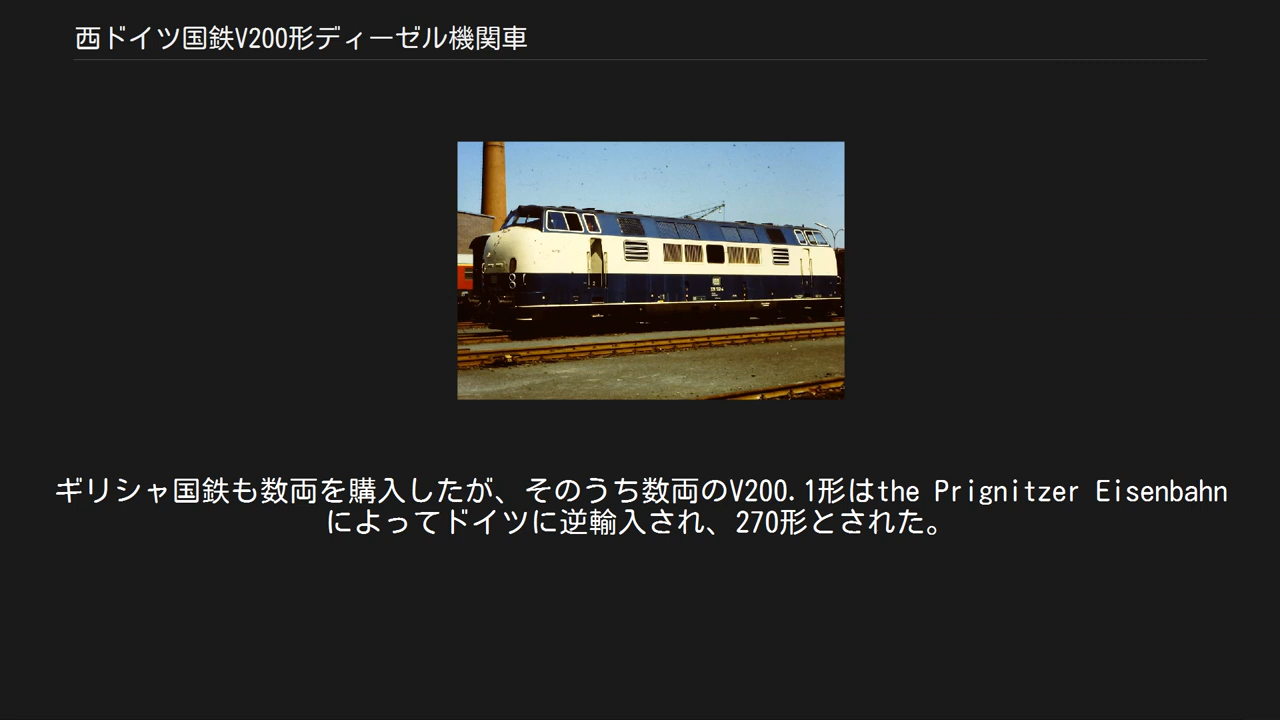 西ドイツ国鉄V200形ディーゼル機関車
ギリシャ国鉄も数両を購入したが、そのうち数両のV200.1形はthe Prignitzer Eisenbahn
によってドイツに逆輸入され、270形とされた。